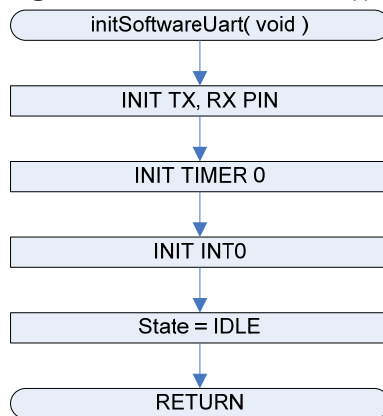 initSoftwareUart( void )
INIT TX, RX PIN
INIT TIMER 0
INIT INT0
State = IDLE
RETURN